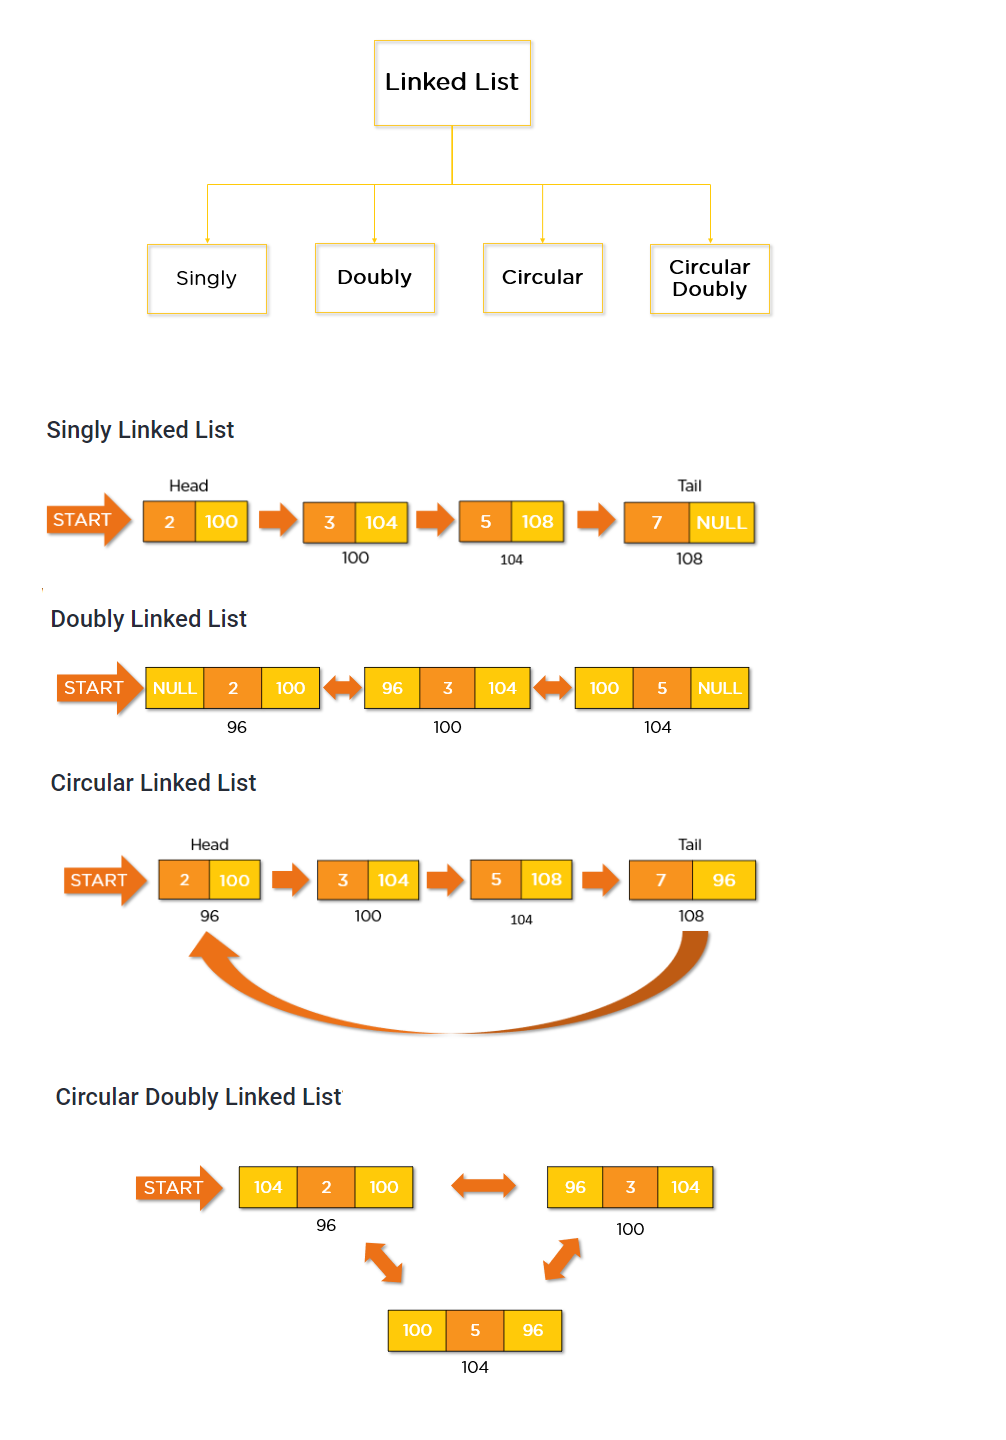 Linked List
Singly
Doubly
Circular
Circular
Doubly
Singly Linked List
Head
Tail
START
2 100
3 104
5 108
7 NULL
100
104
108
Doubly Linked List
START
NULL 2 100
96 3 104
100 5 NULL
96
100
104
Circular Linked List
Head
Tail
START
2 100
3 104
5 108
7 96
96
100
104
108
Circular Doubly Linked List
START
104 2 100
96 3 104
96
100
100 5 96
104